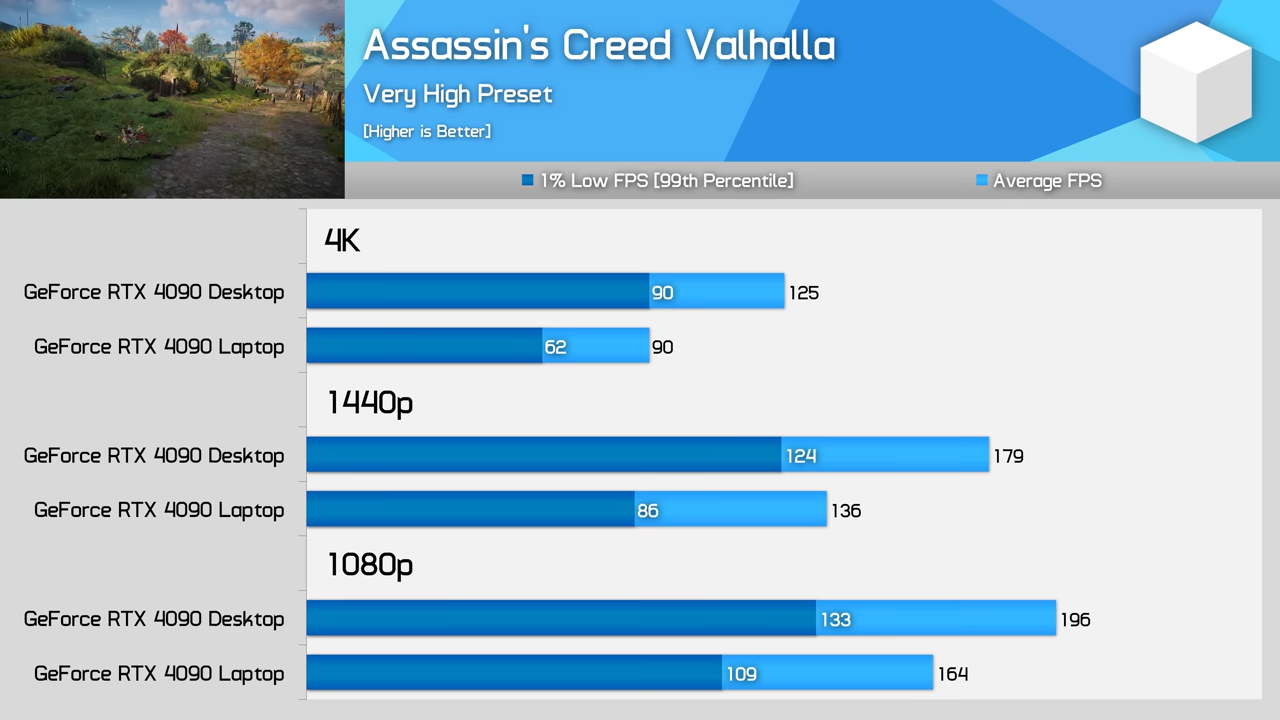 Assassin's Creed Valhalla
Very High Preset
[Higher is Better]
1% Low FPS [99th Percentile] Average FPS
4K
GeForce RTX 4090 Desktop 90 125
GeForce RTX 4090 Laptop 62 90
1440p
GeForce RTX 4090 Desktop 124 179
GeForce RTX 4090 Laptop 86 136
1080p
GeForce RTX 4090 Desktop 133 196
GeForce RTX 4090 Laptop 109 164